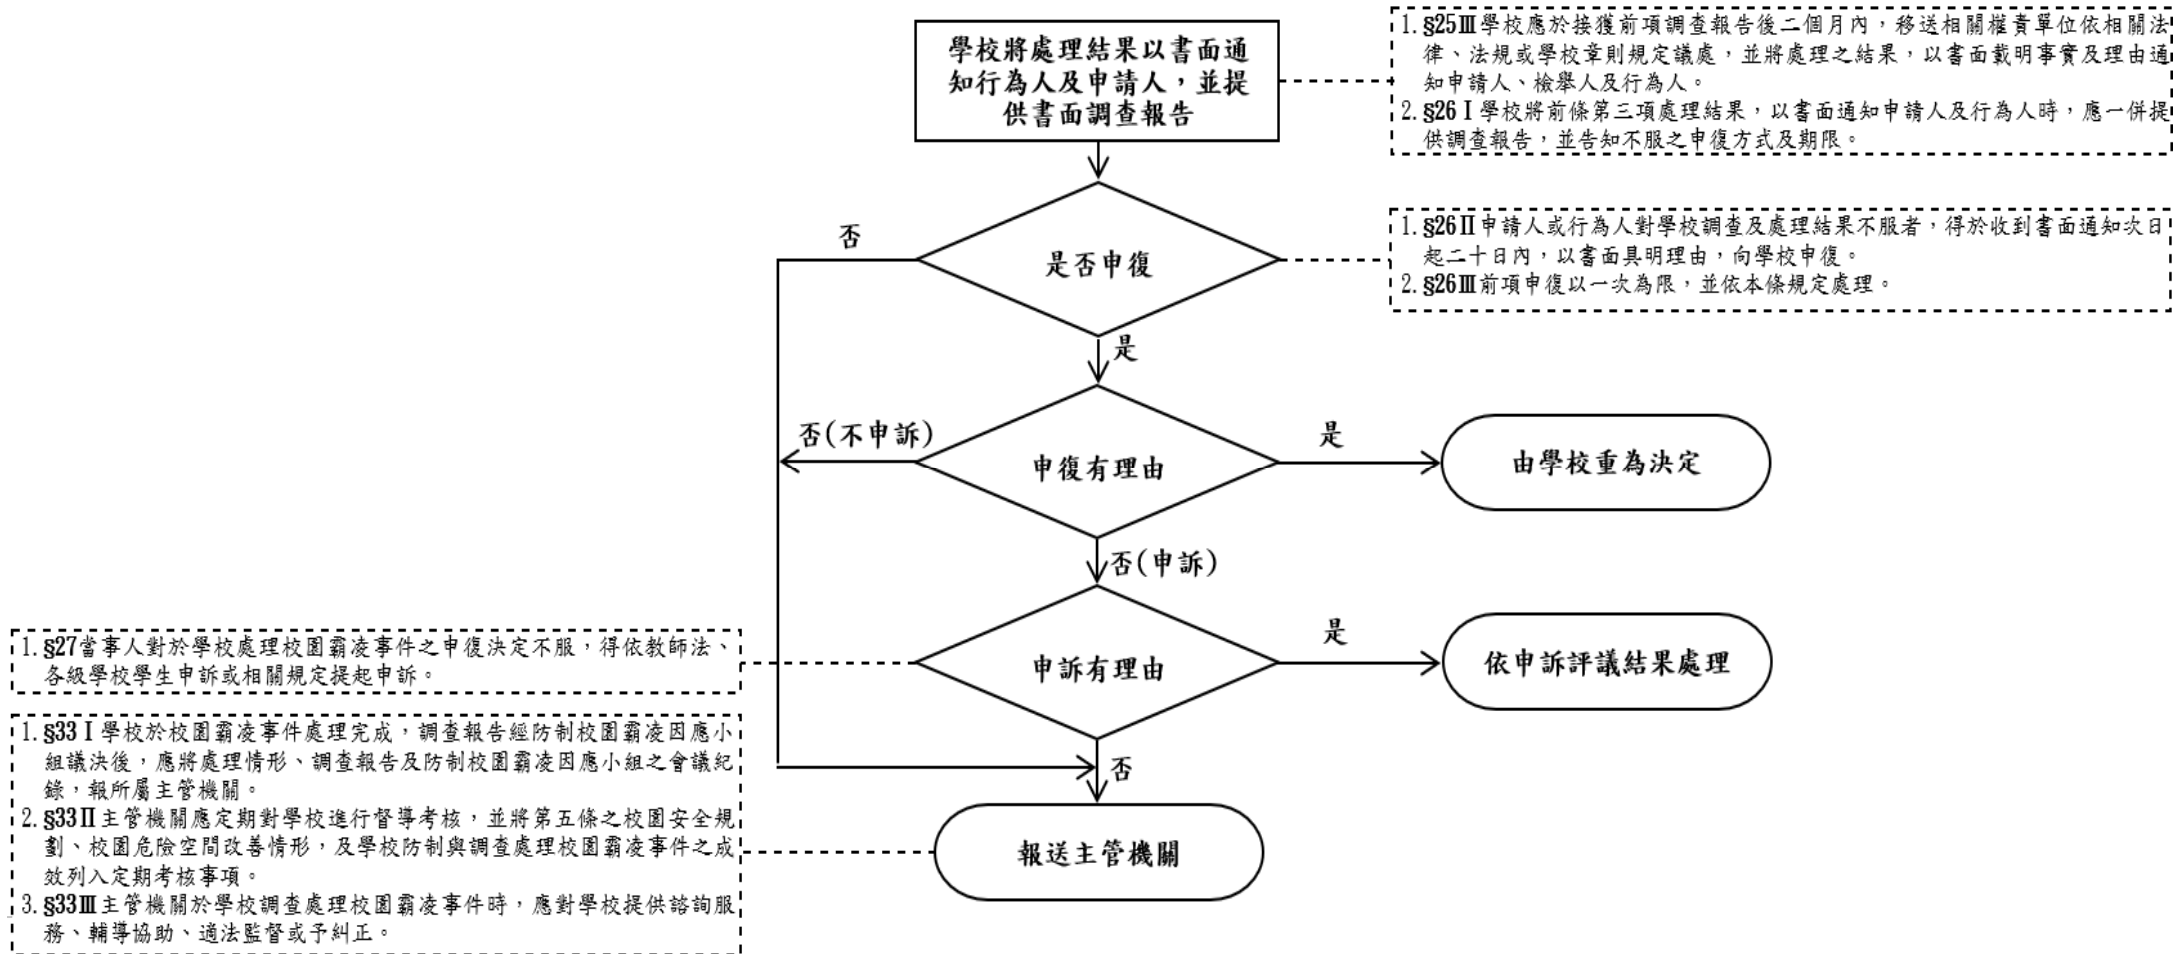 學校將處理結果以書面通
知行為人及申請人，並提
供書面調查報告
1. §25Ⅲ學校應於接獲前項調查報告後二個月內，移送相關權責單位依相關法
律、法規或學校章則規定議處，並將處理之結果，以書面載明事實及理由通
知申請人、檢舉人及行為人。
2. §26Ⅰ學校將前條第三項處理結果，以書面通知申請人及行為人時，應一併提
供調查報告，並告知不服之申復方式及期限。
否
是否申復
1. §26Ⅱ申請人或行為人對學校調查及處理結果不服者，得於收到書面通知次日
起二十日內，以書面具明理由，向學校申復。
2. §26Ⅲ前項申復以一次為限，並依本條規定處理。
是
否(不申訴)
申復有理由
是
由學校重為決定
否(申訴)
1. §27當事人對於學校處理校園霸凌事件之申復決定不服，得依教師法、
各級學校學生申訴或相關規定提起申訴。
申訴有理由
是
依申訴評議結果處理
1. §33Ⅰ學校於校園霸凌事件處理完成，調查報告經防制校園霸凌因應小
組議決後，應將處理情形、調查報告及防制校園霸凌因應小組之會議紀
錄，報所屬主管機關。
2. §33Ⅱ主管機關應定期對學校進行督導考核，並將第五條之校園安全規
劃、校園危險空間改善情形，及學校防制與調查處理校園霸凌事件之成
效列入定期考核事項。
3. §33Ⅲ主管機關於學校調查處理校園霸凌事件時，應對學校提供諮詢服
務、輔導協助、適法監督或予糾正。
否
報送主管機關